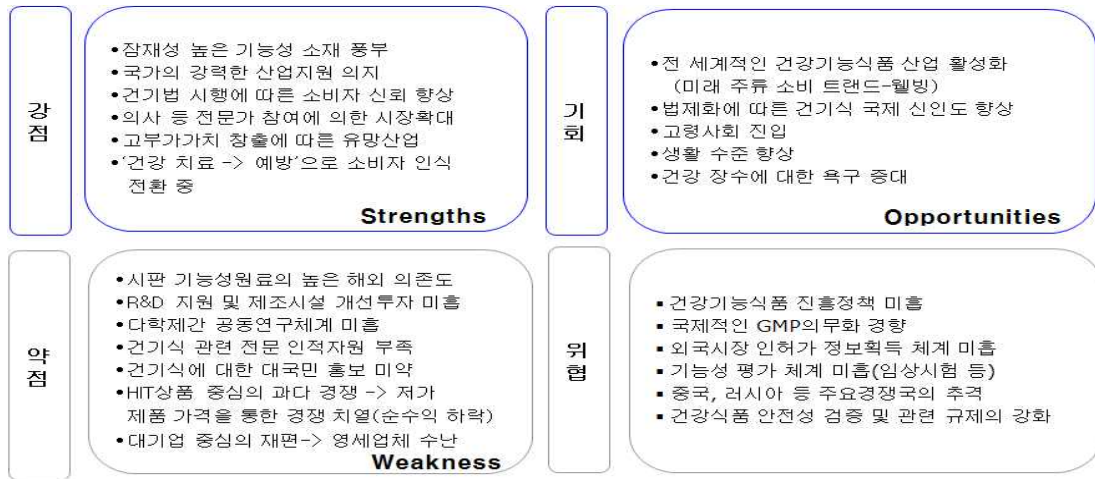 강점
•잠재성 높은 기능성 소재 풍부
•국가의 강력한 산업지원 의지
•건기법 시행에 따른 소비자 신뢰 향상
•의사 등 전문가 참여에 의한 시장확대
•고부가가치 창출에 따른 유망산업
•‘건강 치료 -> 예방’으로 소비자 인식
전환 중
Strengths
기회
•전 세계적인 건강기능식품 산업 활성화
(미래 주류 소비 트랜드-웰빙)
•법제화에 따른 건기식 국제 신인도 향상
•고령사회 진입
•생활 수준 향상
•건강 장수에 대한 욕구 증대
Opportunities
약점
•시판 기능성원료의 높은 해외 의존도
•R&D 지원 및 제조시설 개선투자 미흡
•다학제간 공동연구체계 미흡
•건기식 관련 전문 인적자원 부족
•건기식에 대한 대국민 홍보 미약
•HIT상품 중심의 과다 경쟁 -> 저가
제품 가격을 통한 경쟁 치열(순수익 하락)
•대기업 중심의 재편-> 영세업체 수난
Weakness
위협
▪ 건강기능식품 진흥정책 미흡
▪ 국제적인 GMP의무화 경향
▪ 외국시장 인허가 정보획득 체계 미흡
▪ 기능성 평가 체계 미흡(임상시험 등)
▪ 중국, 러시아 등 주요경쟁국의 추격
▪ 건강식품 안전성 검증 및 관련 규제의 강화